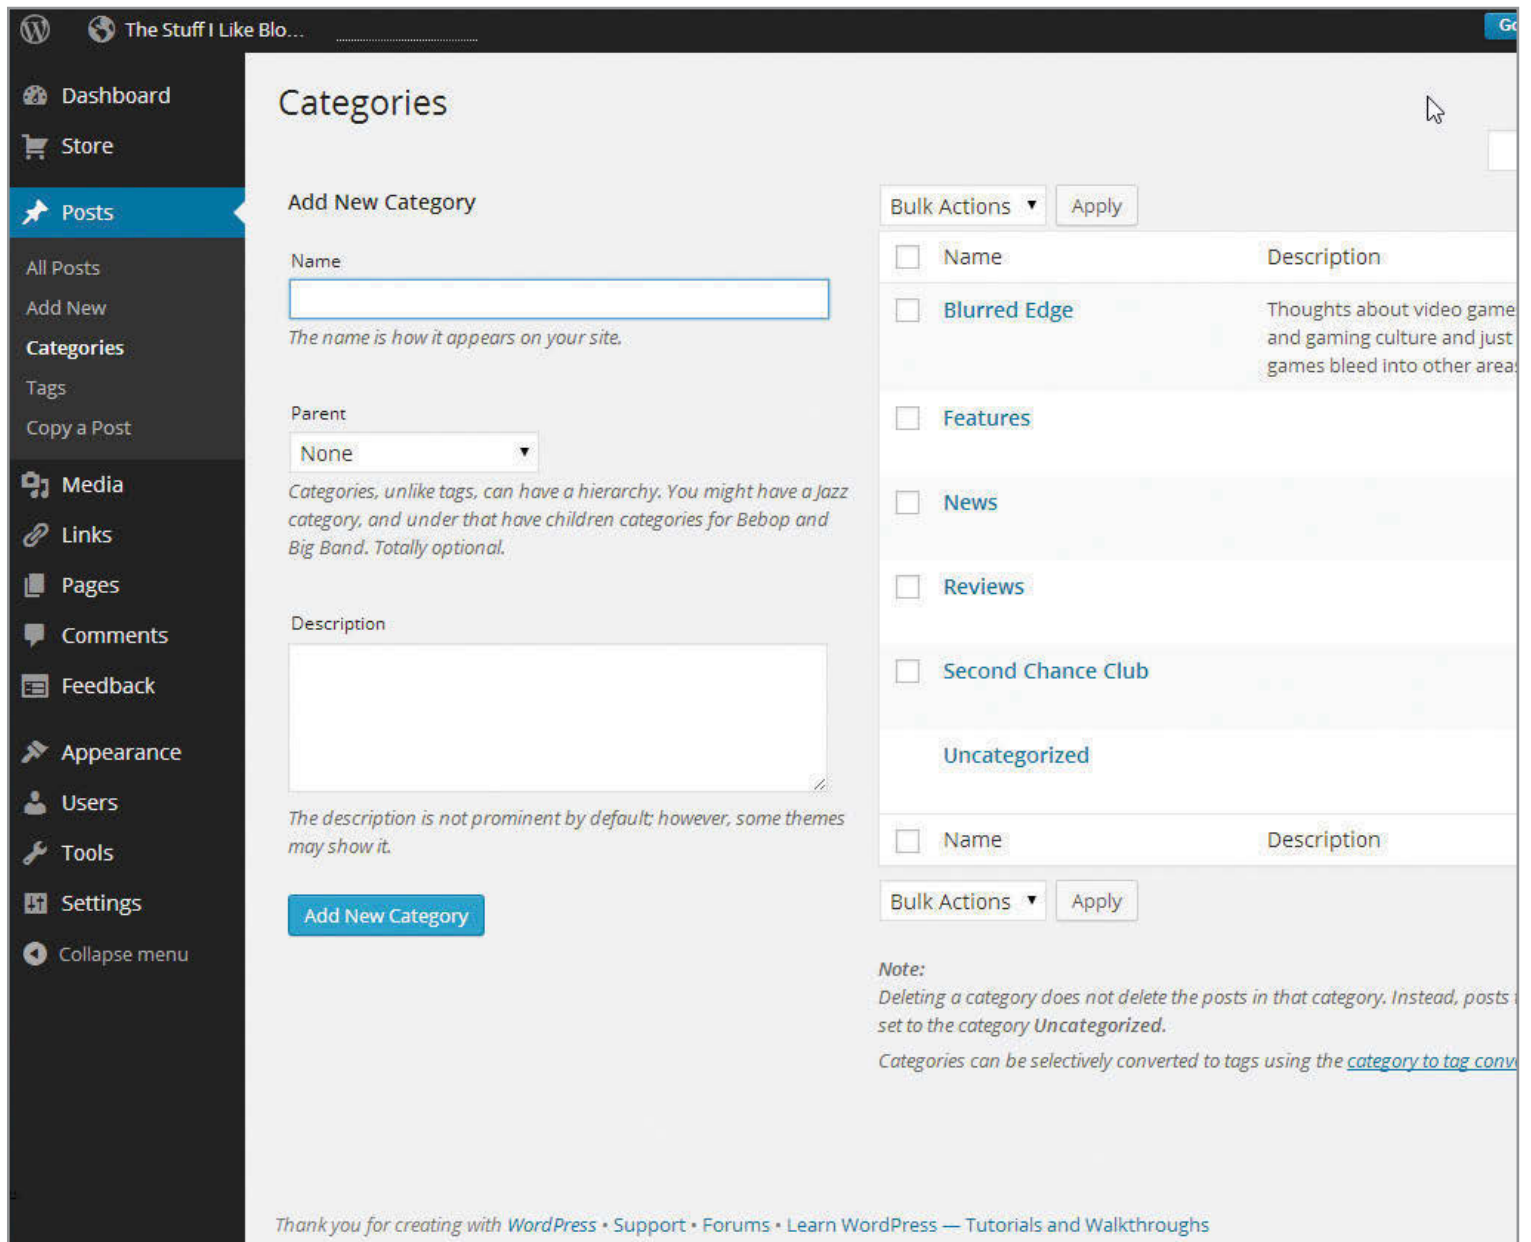 The Stuff I Like Blo...
Dashboard
Store
Posts
All Posts
Add New
Categories
Tags
Copy a Post
Media
Links
Pages
Comments
Feedback
Appearance
Users
Tools
Settings
Collapse menu
Categories
Add New Category
Name
The name is how it appears on your site.
Parent
None
Categories, unlike tags, can have a hierarchy. You might have a Jazz
category, and under that have children categories for Bebop and
Big Band. Totally optional.
Description
The description is not prominent by default; however, some themes
may show it.
Add New Category
Bulk Actions Apply
Name Description
Blurred Edge Thoughts about video game
and gaming culture and just
games bleed into other areas
Features
News
Reviews
Second Chance Club
Uncategorized
Name Description
Bulk Actions Apply
Note:
Deleting a category does not delete the posts in that category. Instead, posts
set to the category Uncategorized.
Categories can be selectively converted to tags using the category to tag conv
Thank you for creating with WordPress • Support • Forums • Learn WordPress — Tutorials and Walkthroughs